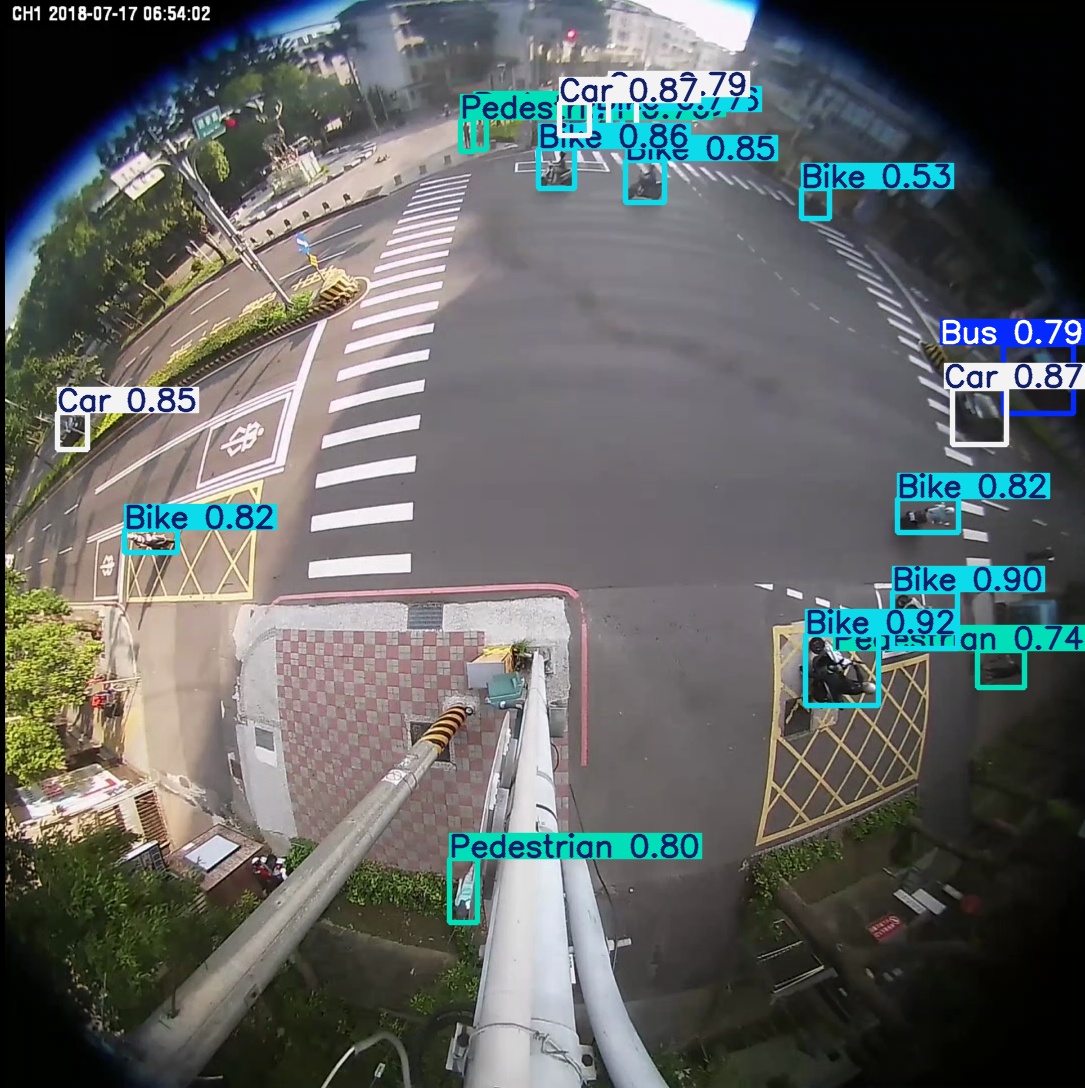 CH1 2018-07-17 06:54:02
Car 0.87
Bike 0.86
Bike 0.85
Bike 0.53
Bus 0.79
Car 0.87
Car 0.85
Bike 0.82
Bike 0.82
Bike 0.90
Bike 0.92
Pedestrian 0.74
Pedestrian 0.80